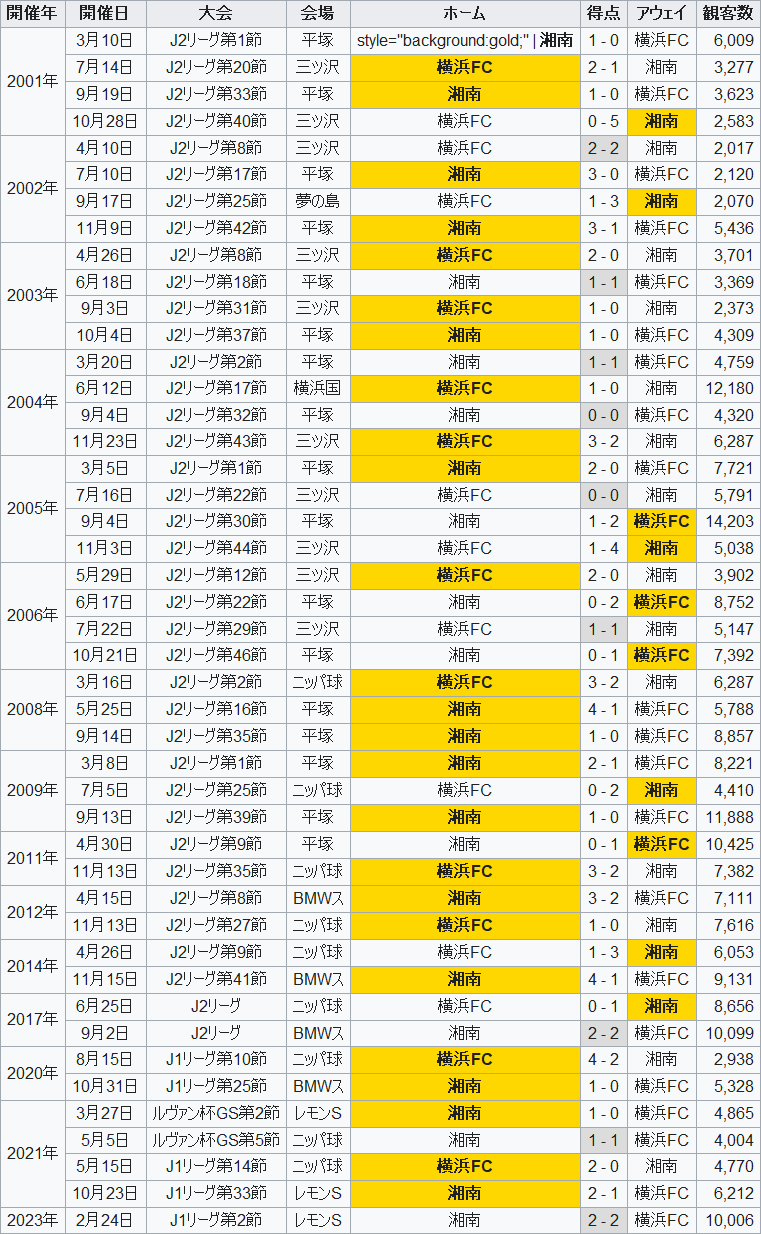 開催年 開催日 大会 会場 ホーム 得点 アウェイ 観客数
2001年 3月10日 J2リーグ第1節 平塚 style="background:gold;" | 湘南 1 - 0 横浜FC 6,009
7月14日 J2リーグ第20節 三ツ沢 横浜FC 2 - 1 湘南 3,277
9月19日 J2リーグ第33節 平塚 湘南 1 - 0 横浜FC 3,623
10月28日 J2リーグ第40節 三ツ沢 横浜FC 0 - 5 湘南 2,583
2002年 4月10日 J2リーグ第8節 三ツ沢 横浜FC 2 - 2 湘南 2,017
7月10日 J2リーグ第17節 平塚 湘南 3 - 0 横浜FC 2,120
9月17日 J2リーグ第25節 夢の島 横浜FC 1 - 3 湘南 2,070
11月9日 J2リーグ第42節 平塚 湘南 3 - 1 横浜FC 5,436
2003年 4月26日 J2リーグ第8節 三ツ沢 横浜FC 2 - 0 湘南 3,701
6月18日 J2リーグ第18節 平塚 湘南 1 - 1 横浜FC 3,369
9月3日 J2リーグ第31節 三ツ沢 横浜FC 1 - 0 湘南 2,373
10月4日 J2リーグ第37節 平塚 湘南 1 - 0 横浜FC 4,309
2004年 3月20日 J2リーグ第2節 平塚 湘南 1 - 1 横浜FC 4,759
6月12日 J2リーグ第17節 横浜国 横浜FC 1 - 0 湘南 12,180
9月4日 J2リーグ第32節 平塚 湘南 0 - 0 横浜FC 4,320
11月23日 J2リーグ第43節 三ツ沢 横浜FC 3 - 2 湘南 6,287
2005年 3月5日 J2リーグ第1節 平塚 湘南 2 - 0 横浜FC 7,721
7月16日 J2リーグ第22節 三ツ沢 横浜FC 0 - 0 湘南 5,791
9月4日 J2リーグ第30節 平塚 湘南 1 - 2 横浜FC 14,203
11月3日 J2リーグ第44節 三ツ沢 横浜FC 1 - 4 湘南 5,038
2006年 5月29日 J2リーグ第12節 三ツ沢 横浜FC 2 - 0 湘南 3,902
6月17日 J2リーグ第22節 平塚 湘南 0 - 2 横浜FC 8,752
7月22日 J2リーグ第29節 三ツ沢 横浜FC 1 - 1 湘南 5,147
10月21日 J2リーグ第46節 平塚 湘南 0 - 1 横浜FC 7,392
2008年 3月16日 J2リーグ第2節 ニッパ球 横浜FC 3 - 2 湘南 6,287
5月25日 J2リーグ第16節 平塚 湘南 4 - 1 横浜FC 5,788
9月14日 J2リーグ第35節 平塚 湘南 1 - 0 横浜FC 8,857
2009年 3月8日 J2リーグ第1節 平塚 湘南 2 - 1 横浜FC 8,221
7月5日 J2リーグ第25節 ニッパ球 横浜FC 0 - 2 湘南 4,410
9月13日 J2リーグ第39節 平塚 湘南 1 - 0 横浜FC 11,888
2011年 4月30日 J2リーグ第9節 平塚 湘南 0 - 1 横浜FC 10,425
11月13日 J2リーグ第35節 ニッパ球 横浜FC 3 - 2 湘南 7,382
2012年 4月15日 J2リーグ第8節 BMWス 湘南 3 - 2 横浜FC 7,111
11月13日 J2リーグ第27節 ニッパ球 横浜FC 1 - 0 湘南 7,616
2014年 4月26日 J2リーグ第9節 ニッパ球 横浜FC 1 - 3 湘南 6,053
11月15日 J2リーグ第41節 BMWス 湘南 4 - 1 横浜FC 9,131
2017年 6月25日 J2リーグ ニッパ球 横浜FC 0 - 1 湘南 8,656
9月2日 J2リーグ BMWス 湘南 2 - 2 横浜FC 10,099
2020年 8月15日 J1リーグ第10節 ニッパ球 横浜FC 4 - 2 湘南 2,938
10月31日 J1リーグ第25節 BMWス 湘南 1 - 0 横浜FC 5,328
2021年 3月27日 ルヴァン杯GS第2節 レモンS 湘南 1 - 0 横浜FC 4,865
5月5日 ルヴァン杯GS第5節 ニッパ球 湘南 1 - 1 横浜FC 4,004
5月15日 J1リーグ第14節 ニッパ球 横浜FC 2 - 0 湘南 4,770
10月23日 J1リーグ第33節 レモンS 湘南 2 - 1 横浜FC 6,212
2023年 2月24日 J1リーグ第2節 レモンS 湘南 2 - 2 横浜FC 10,006